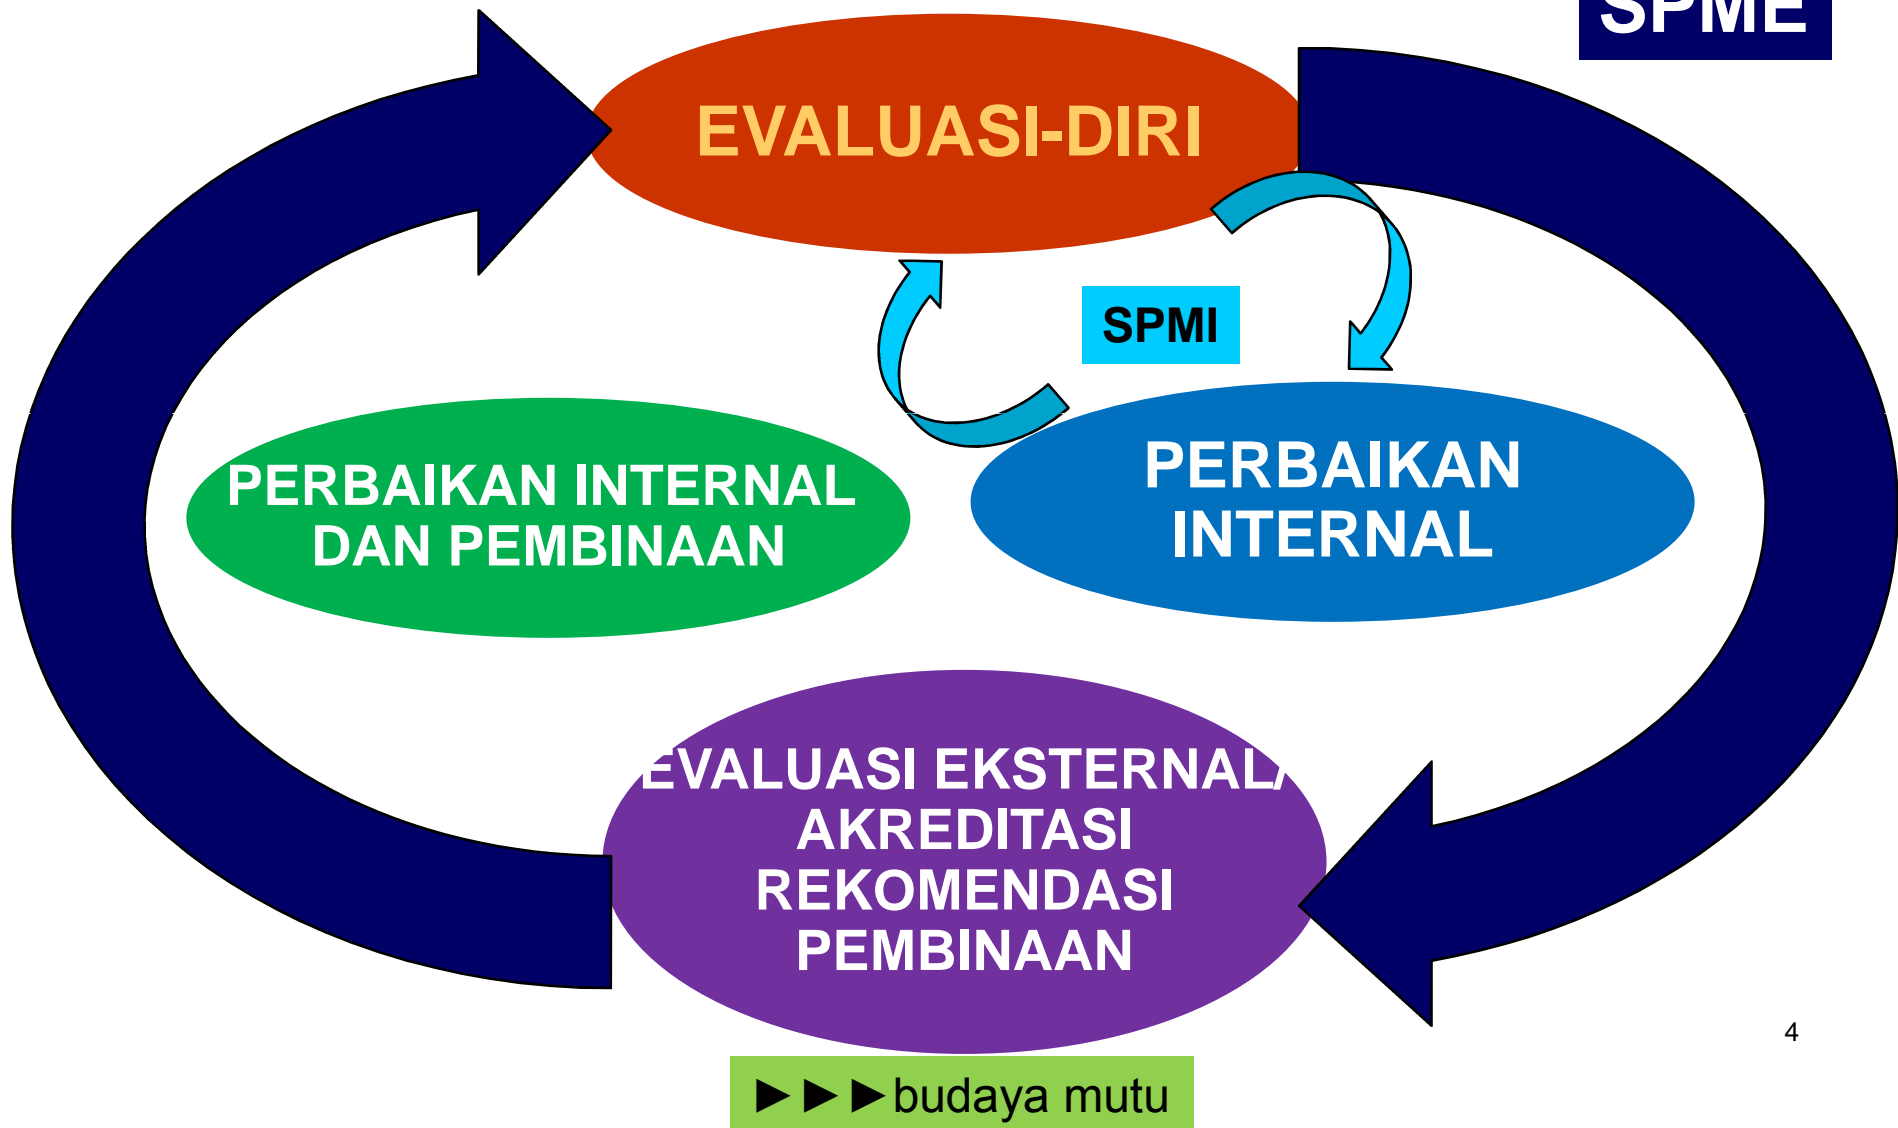 SPME
EVALUASI-DIRI
SPMI
PERBAIKAN INTERNAL
DAN PEMBINAAN
PERBAIKAN
INTERNAL
EVALUASI EKSTERNAL/
AKREDITASI
REKOMENDASI
PEMBINAAN
4
►►►budaya mutu